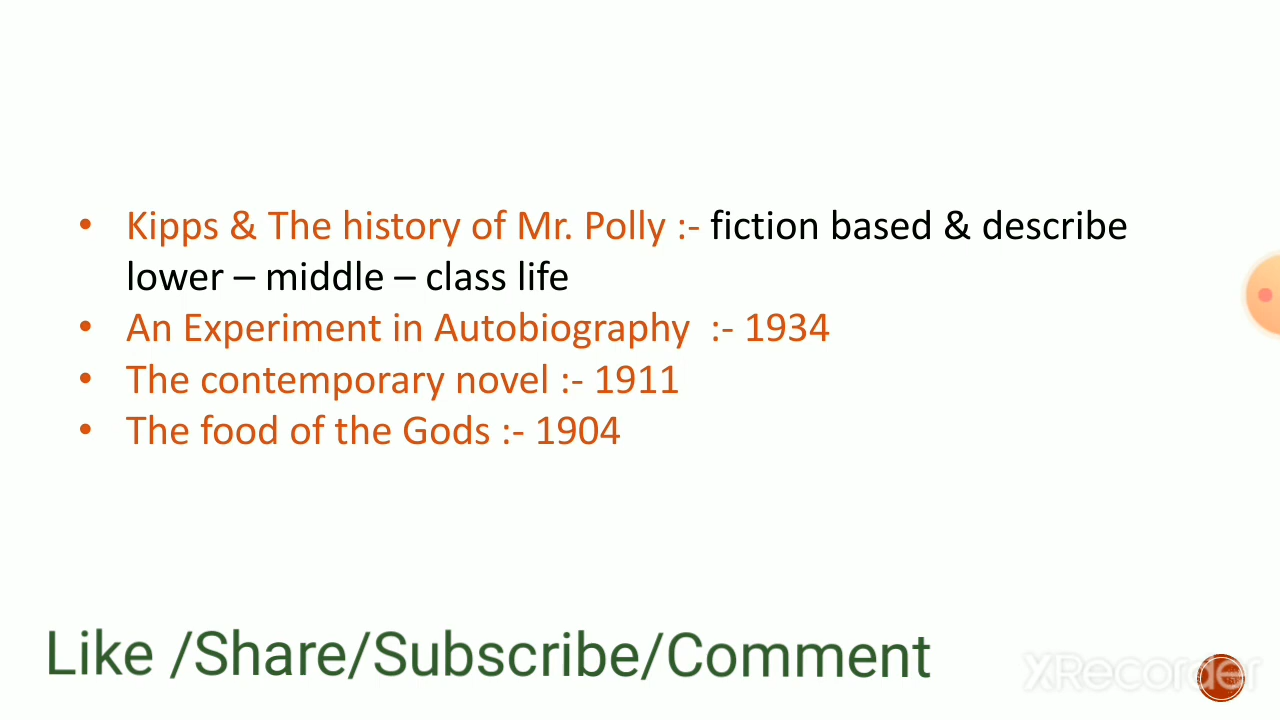 • Kipps & The history of Mr. Polly :- fiction based & describe
lower – middle – class life
• An Experiment in Autobiography :- 1934
• The contemporary novel :- 1911
• The food of the Gods :- 1904
Like /Share/Subscribe/Comment
XRecorder